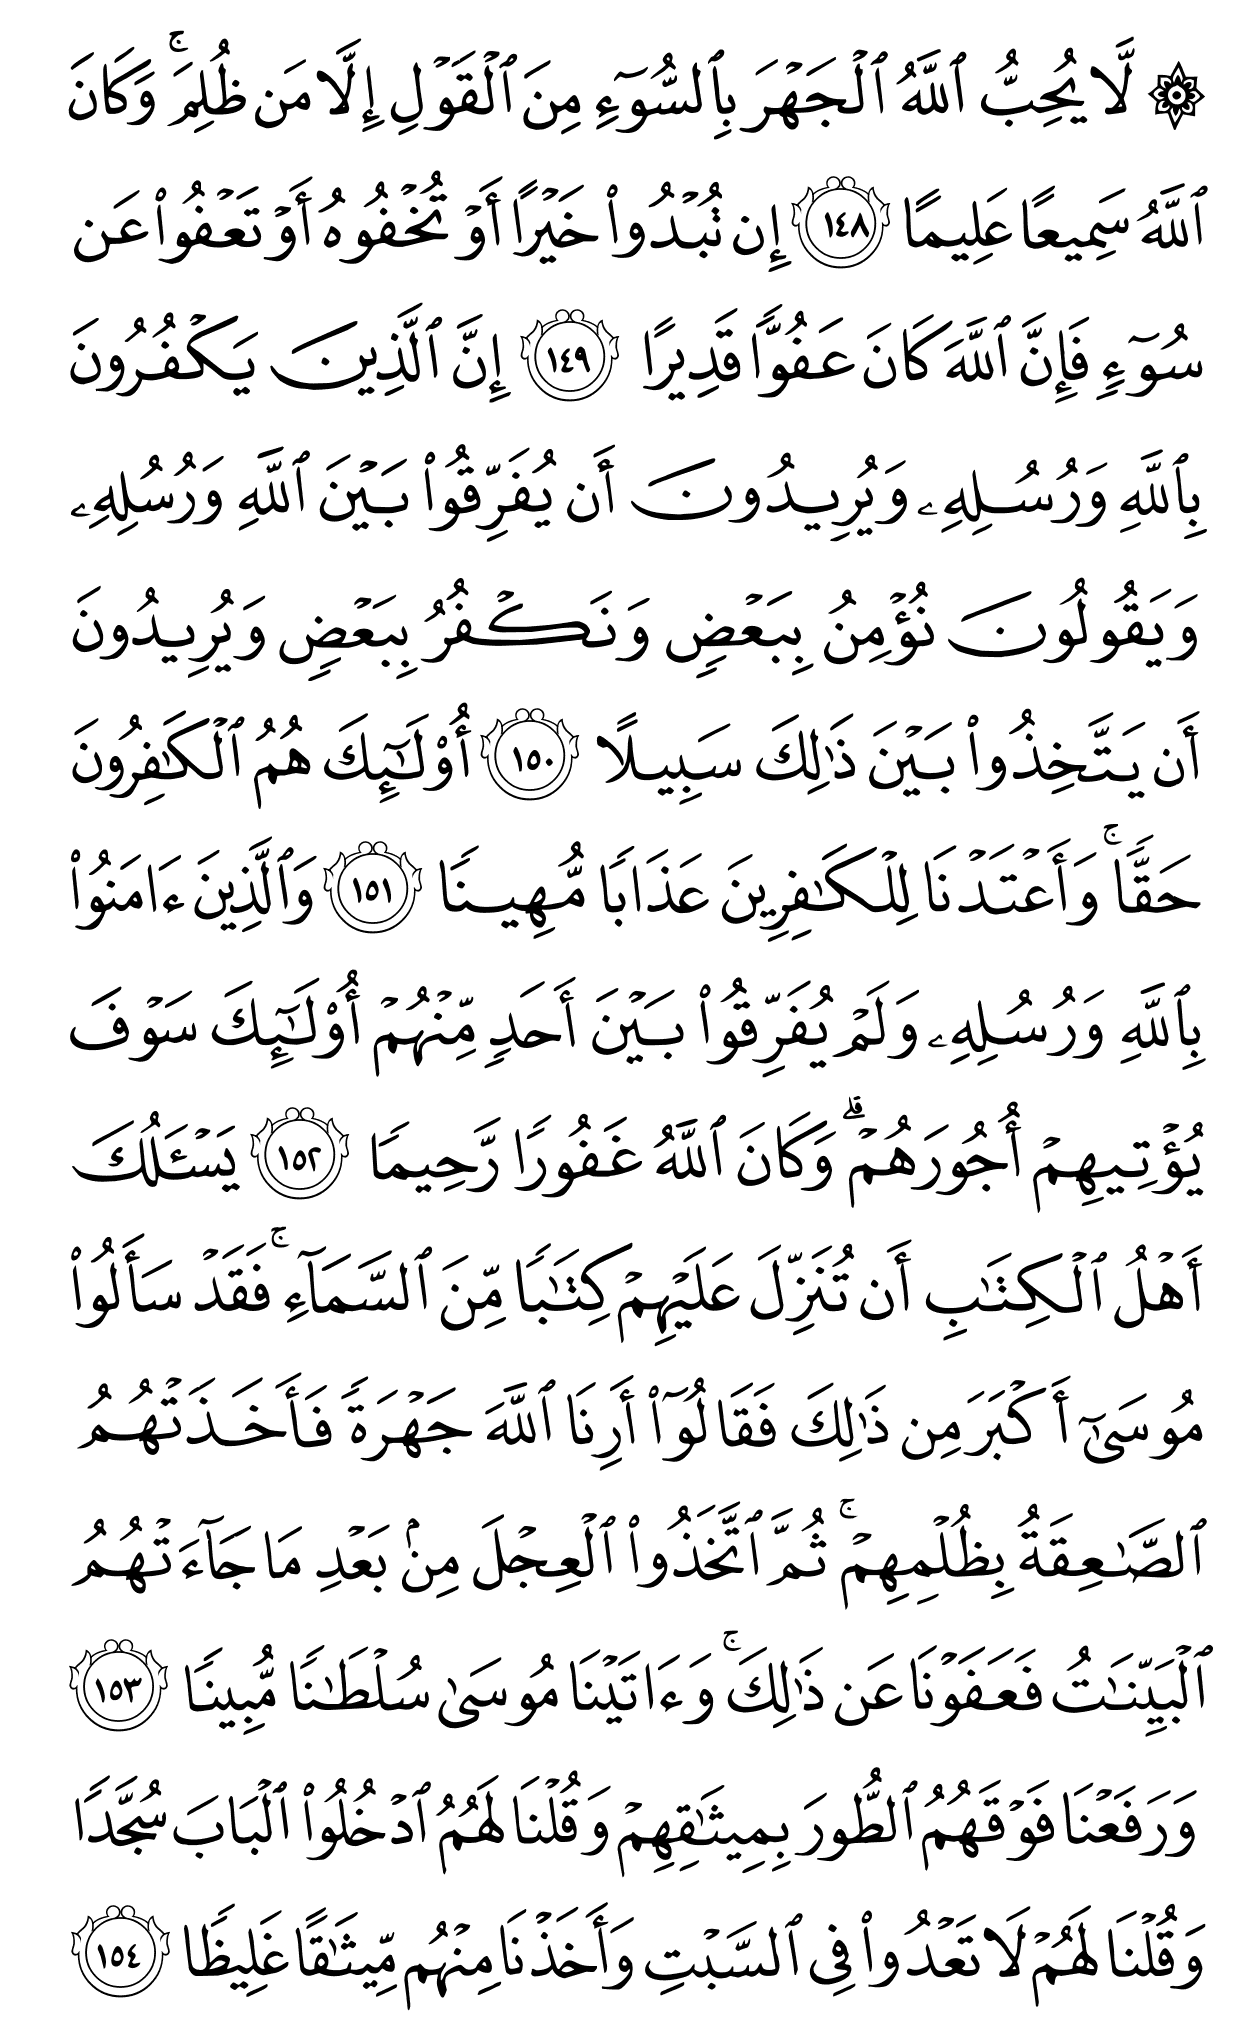 ۞ لَّا يُحِبُّ ٱللَّهُ ٱلۡجَهۡرَ بِٱلسُّوٓءِ مِنَ ٱلۡقَوۡلِ إِلَّا مَن ظُلِمَۚ وَكَانَ
ٱللَّهُ سَمِيعًا عَلِيمًا ١٤٨ إِن تُبۡدُواْ خَيۡرًا أَوۡ تُخۡفُوهُ أَوۡ تَعۡفُواْ عَن
سُوٓءٖ فَإِنَّ ٱللَّهَ كَانَ عَفُوّٗا قَدِيرًا ١٤٩ إِنَّ ٱلَّذِينَ يَكۡفُرُونَ
بِٱللَّهِ وَرُسُلِهِۦ وَيُرِيدُونَ أَن يُفَرِّقُواْ بَيۡنَ ٱللَّهِ وَرُسُلِهِۦ
وَيَقُولُونَ نُؤۡمِنُ بِبَعۡضٖ وَنَكۡفُرُ بِبَعۡضٖ وَيُرِيدُونَ
أَن يَتَّخِذُواْ بَيۡنَ ذَٰلِكَ سَبِيلًا ١٥٠ أُوْلَٰٓئِكَ هُمُ ٱلۡكَٰفِرُونَ
حَقّٗاۚ وَأَعۡتَدۡنَا لِلۡكَٰفِرِينَ عَذَابٗا مُّهِينٗا ١٥١ وَٱلَّذِينَ ءَامَنُواْ
بِٱللَّهِ وَرُسُلِهِۦ وَلَمۡ يُفَرِّقُواْ بَيۡنَ أَحَدٖ مِّنۡهُمۡ أُوْلَٰٓئِكَ سَوۡفَ
يُؤۡتِيهِمۡ أُجُورَهُمۡۗ وَكَانَ ٱللَّهُ غَفُورٗا رَّحِيمٗا ١٥٢ يَسۡـَٔلُكَ
أَهۡلُ ٱلۡكِتَٰبِ أَن تُنَزِّلَ عَلَيۡهِمۡ كِتَٰبٗا مِّنَ ٱلسَّمَآءِۚ فَقَدۡ سَأَلُواْ
مُوسَىٰٓ أَكۡبَرَ مِن ذَٰلِكَ فَقَالُوٓاْ أَرِنَا ٱللَّهَ جَهۡرَةٗ فَأَخَذَتۡهُمُ
ٱلصَّٰعِقَةُ بِظُلۡمِهِمۡۚ ثُمَّ ٱتَّخَذُواْ ٱلۡعِجۡلَ مِنۢ بَعۡدِ مَا جَآءَتۡهُمُ
ٱلۡبَيِّنَٰتُ فَعَفَوۡنَا عَن ذَٰلِكَۚ وَءَاتَيۡنَا مُوسَىٰ سُلۡطَٰنٗا مُّبِينٗا ١٥٣
وَرَفَعۡنَا فَوۡقَهُمُ ٱلطُّورَ بِمِيثَٰقِهِمۡ وَقُلۡنَا لَهُمُ ٱدۡخُلُواْ ٱلۡبَابَ سُجَّدٗا
وَقُلۡنَا لَهُمۡ لَا تَعۡدُواْ فِي ٱلسَّبۡتِ وَأَخَذۡنَا مِنۡهُم مِّيثَٰقًا غَلِيظٗا ١٥٤